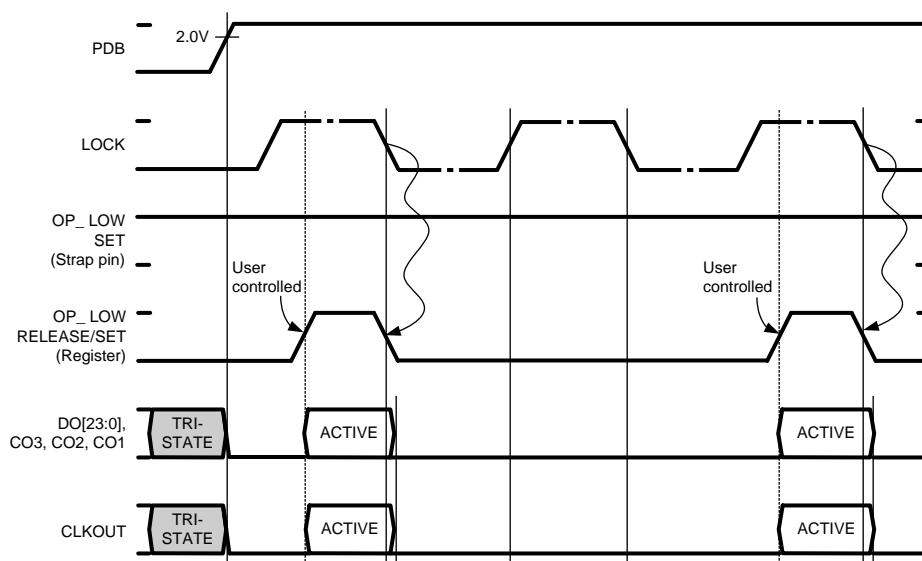 2.0V
PDB
LOCK
OP_ LOW
SET
(Strap pin)
User
controlled
User
controlled
OP_ LOW
RELEASE/SET
(Register)
DO[23:0],
CO3, CO2, CO1
TRI-
STATE
ACTIVE
ACTIVE
CLKOUT
TRI-
STATE
ACTIVE
ACTIVE